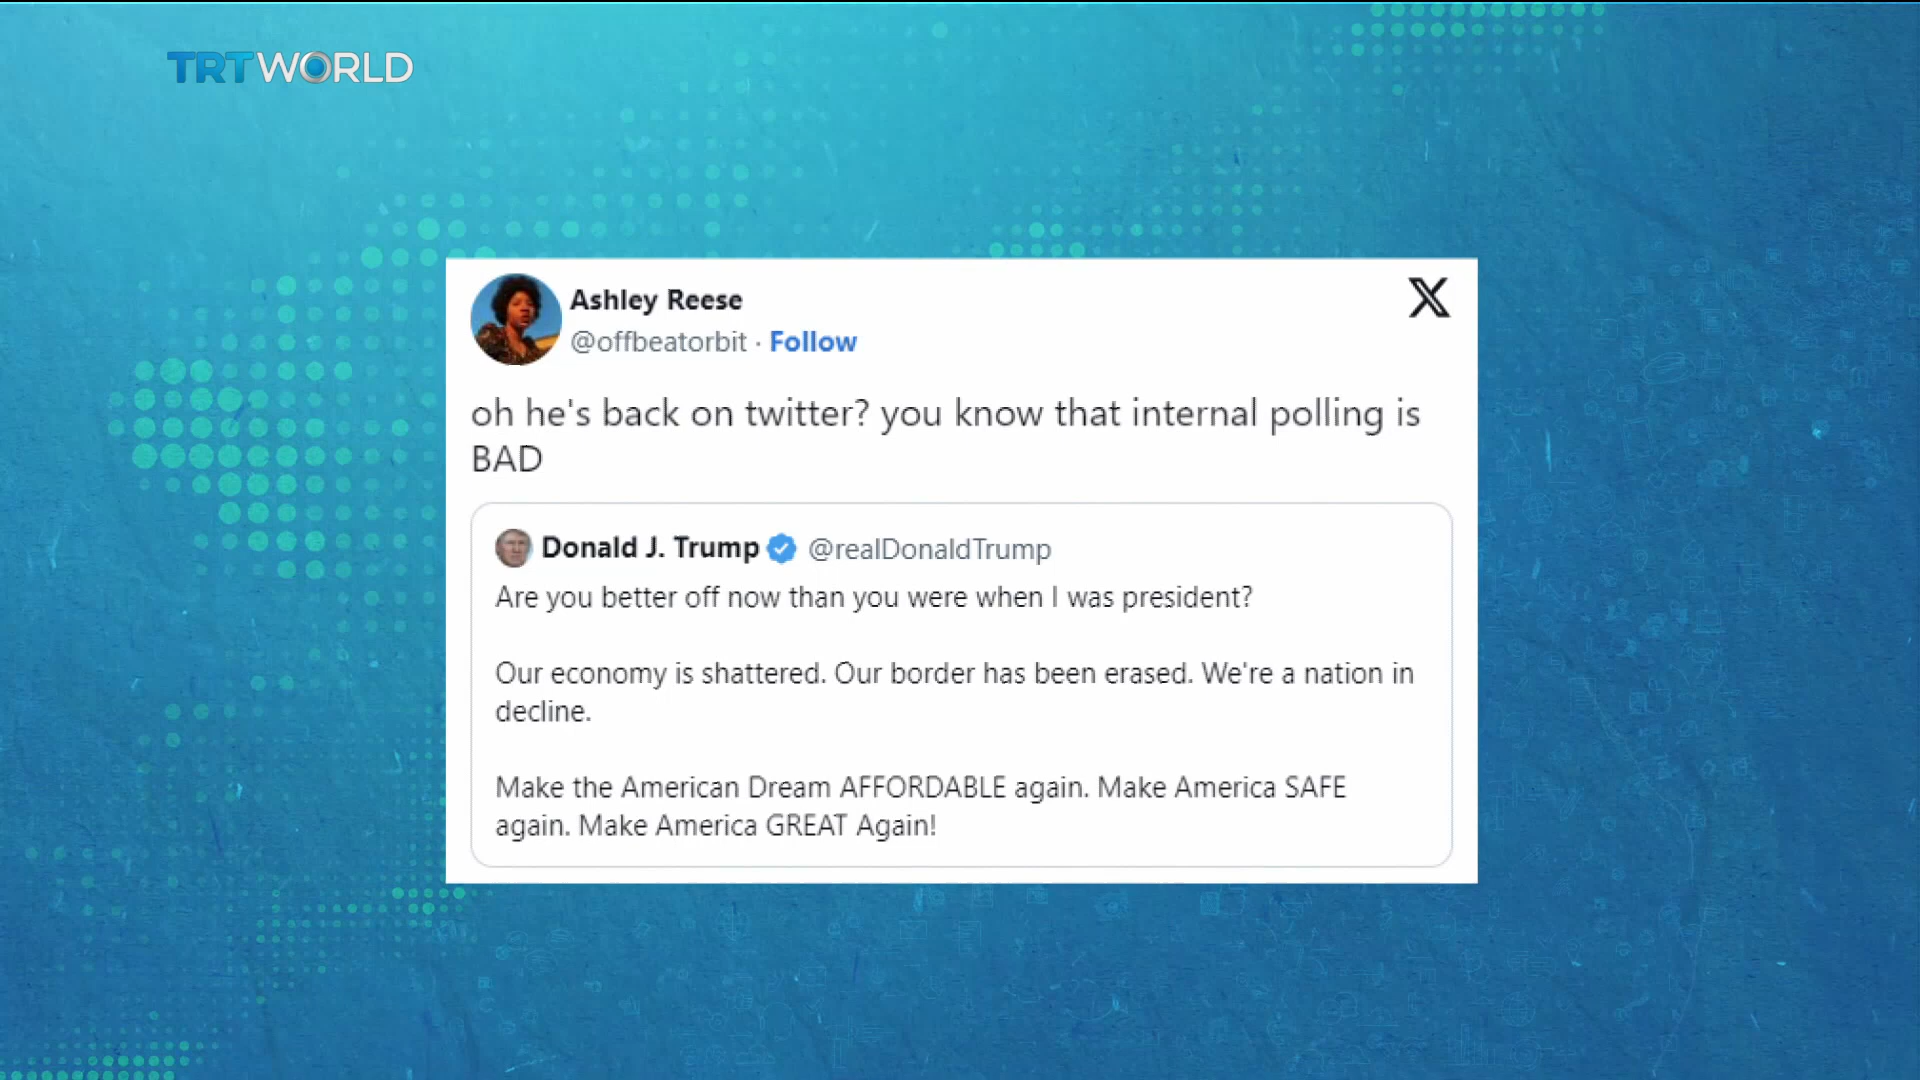 TRT WORLD
Ashley Reese
@offbeatorbit · Follow
oh he's back on twitter? you know that internal polling is
BAD
Donald J. Trump @realDonaldTrump
Are you better off now than you were when I was president?
Our economy is shattered. Our border has been erased. We're a nation in
decline.
Make the American Dream AFFORDABLE again. Make America SAFE
again. Make America GREAT Again!